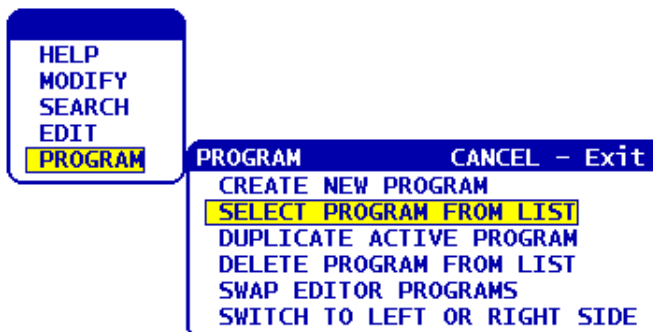 HELP
MODIFY
SEARCH
EDIT
PROGRAM
PROGRAM CANCEL - Exit
CREATE NEW PROGRAM
SELECT PROGRAM FROM LIST
DUPLICATE ACTIVE PROGRAM
DELETE PROGRAM FROM LIST
SWAP EDITOR PROGRAMS
SWITCH TO LEFT OR RIGHT SIDE